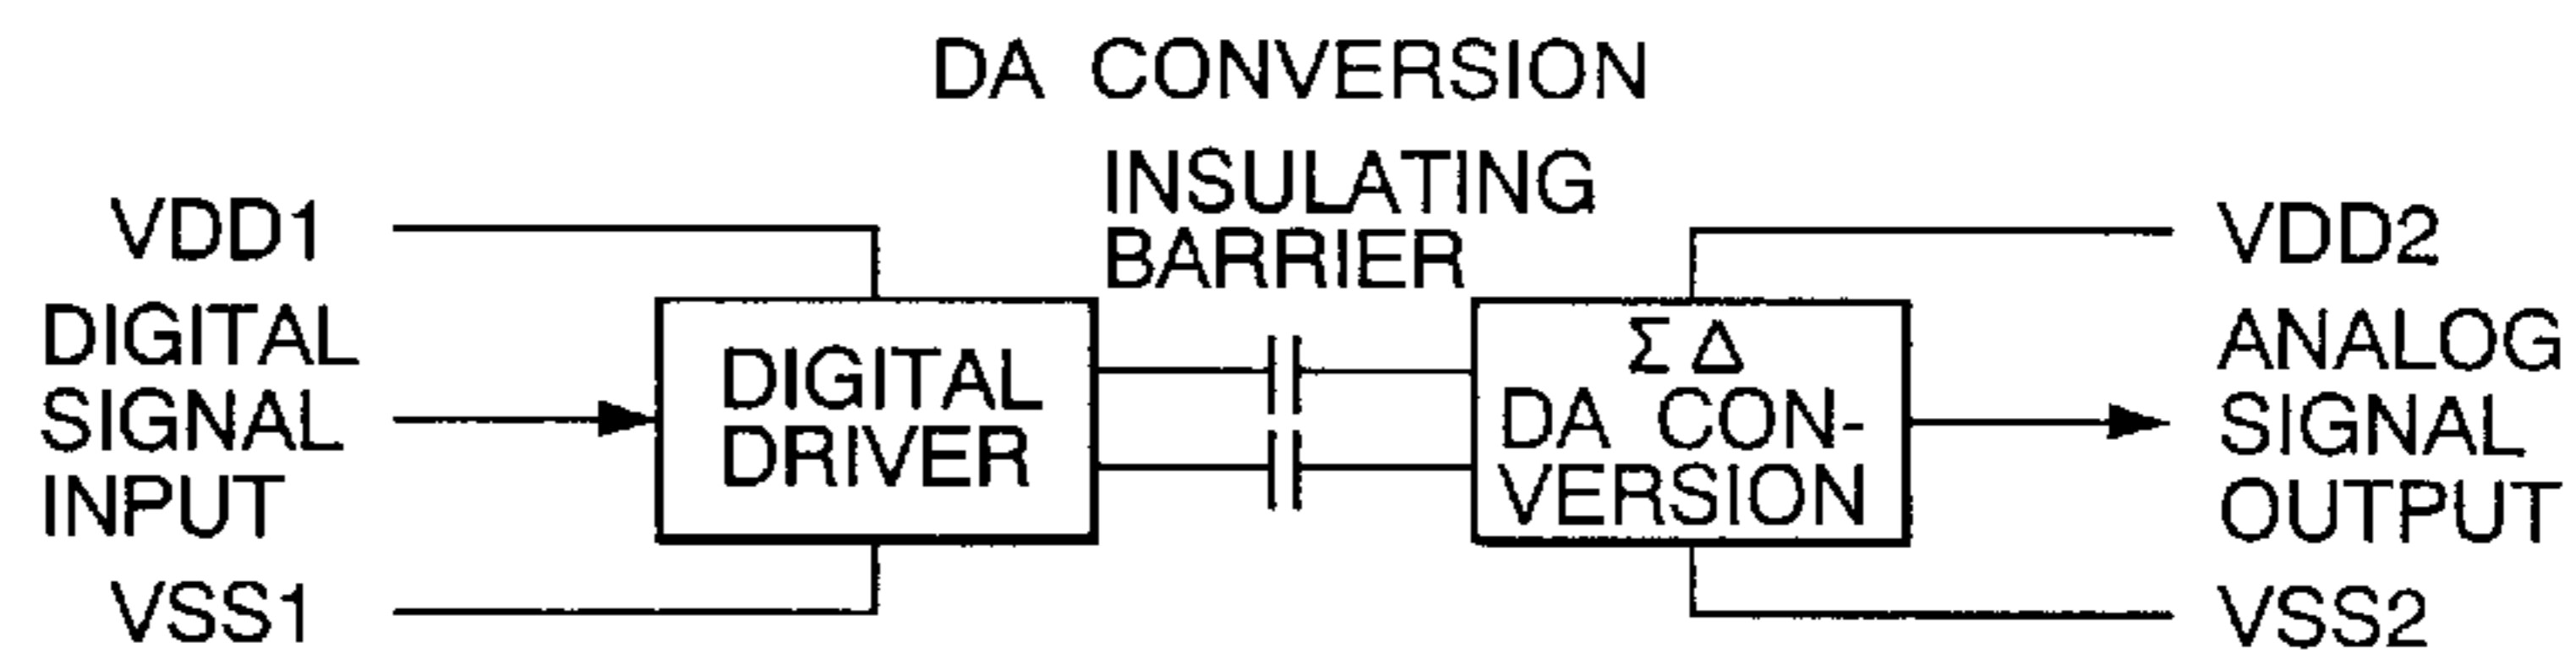 DA CONVERSION
INSULATING
BARRIER
VDD1
DIGITAL
SIGNAL
INPUT
VSS1
DIGITAL
DRIVER
ΣΔ
DA CON-
VERSION
VDD2
ANALOG
SIGNAL
OUTPUT
VSS2